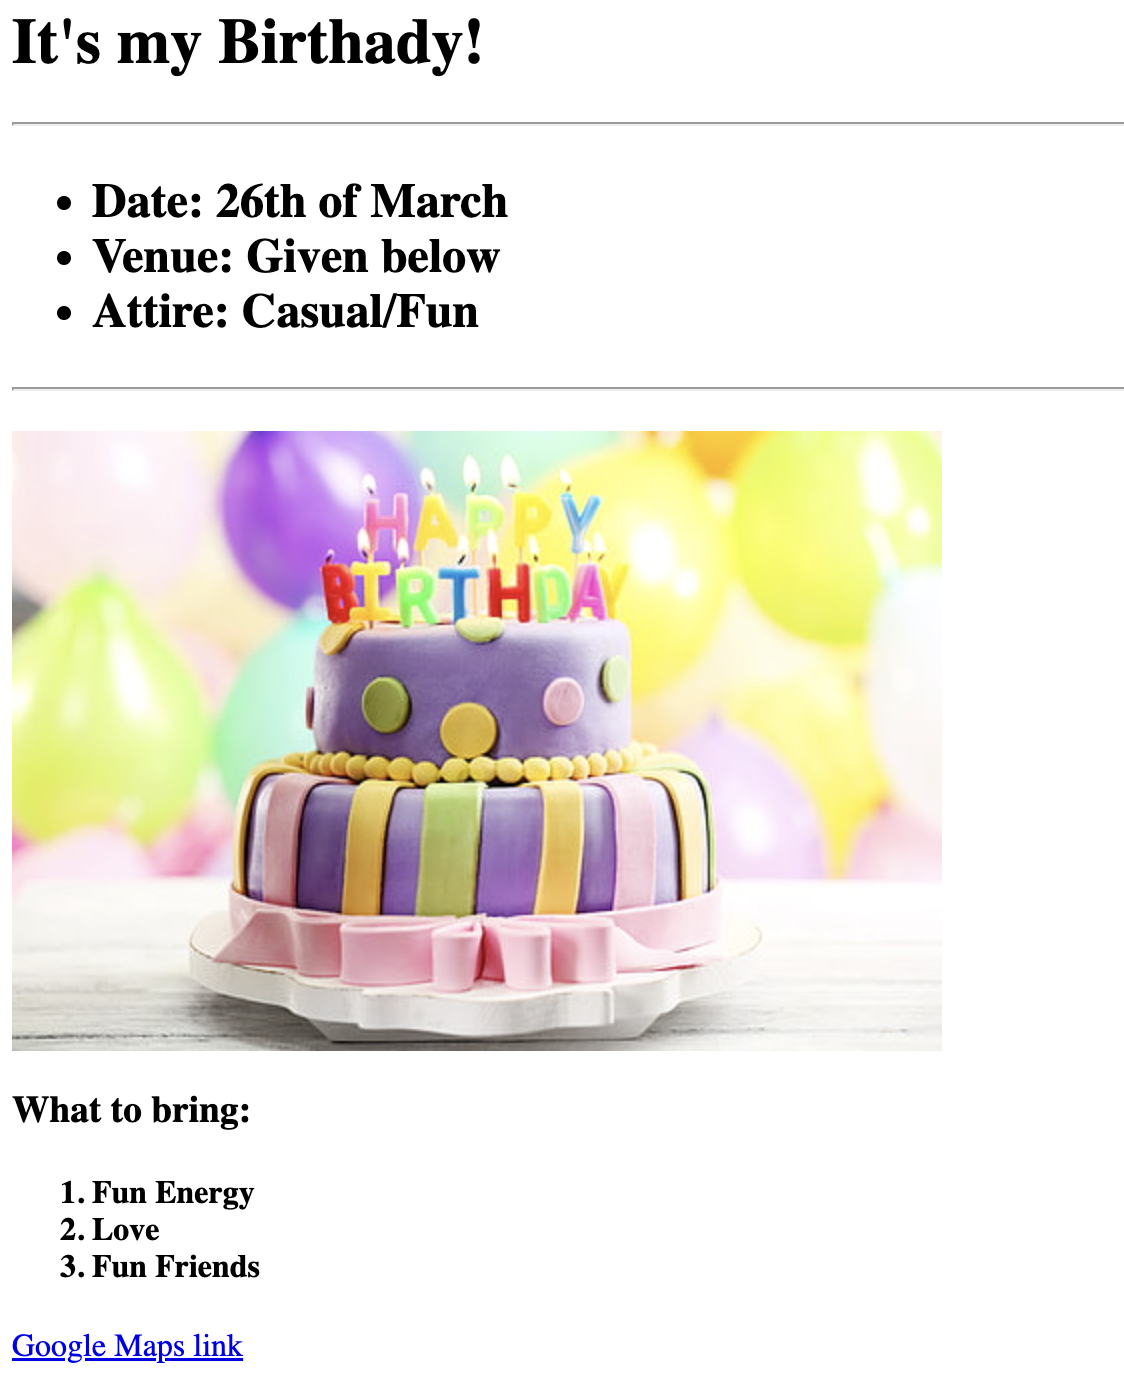 It's my Birthady!
• Date: 26th of March
• Venue: Given below
• Attire: Casual/Fun
HAPPY
BIRTHDAY
What to bring:
1. Fun Energy
2. Love
3. Fun Friends
Google Maps link